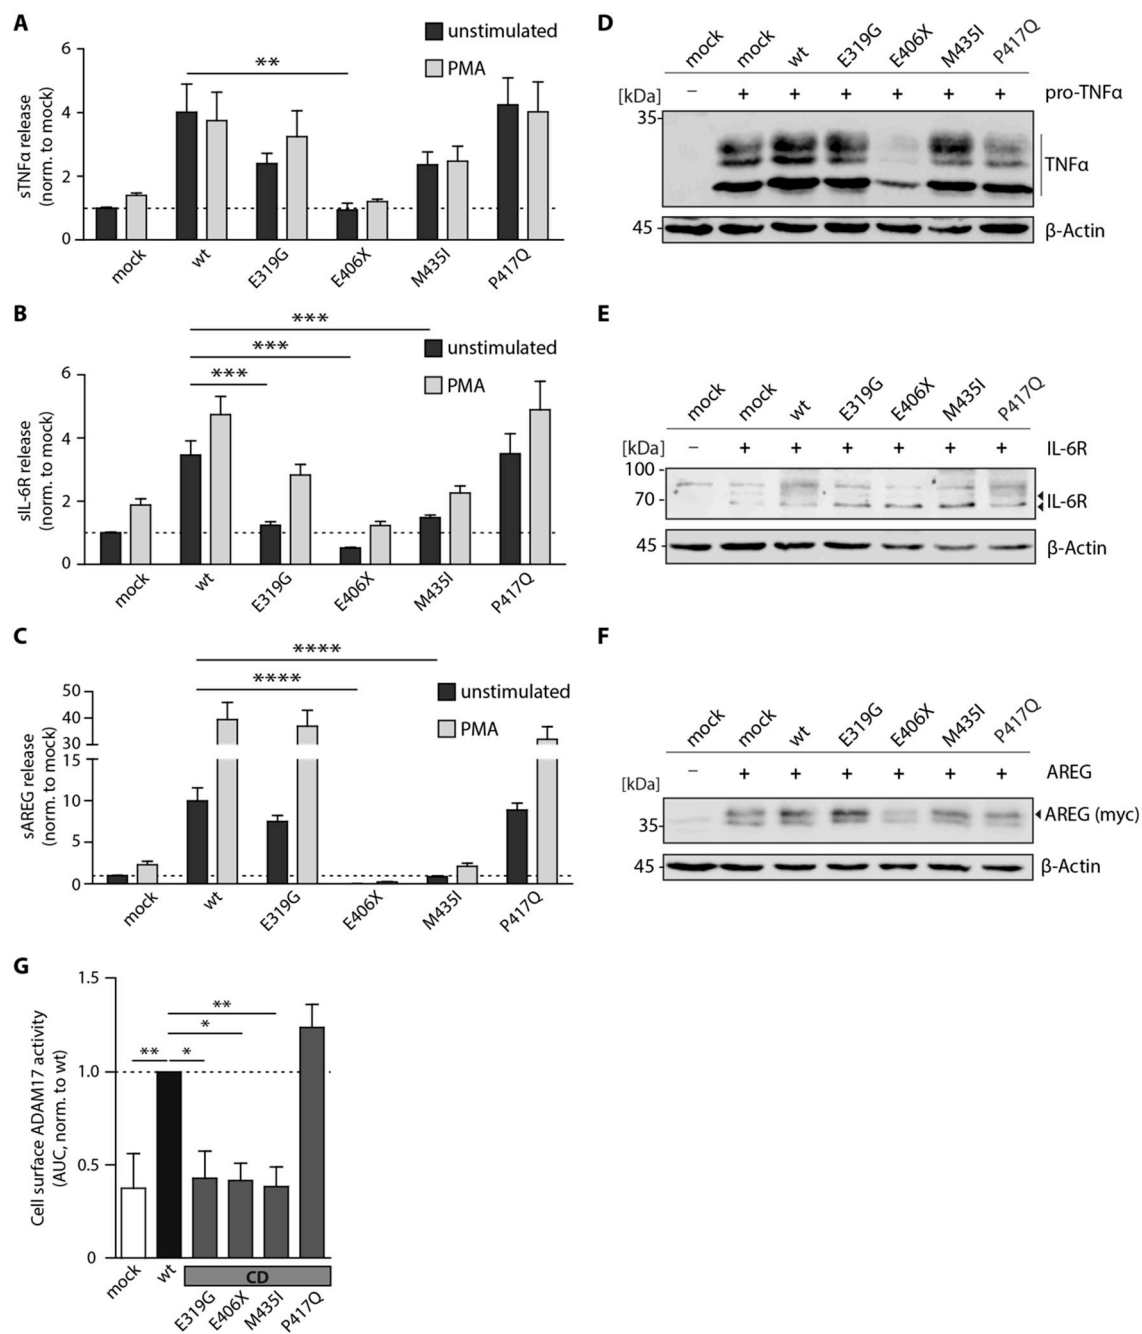 A
6
4
2
0
sTNFα release
(norm. to mock)
**
unstimulated
PMA
mock
wt
E319G
E406X
M435I
P417Q
B
6
4
2
0
sIL-6R release
(norm. to mock)
***
***
***
unstimulated
PMA
mock
wt
E319G
E406X
M435I
P417Q
C
50
40
30
15
10
5
0
sAREG release
(norm. to mock)
****
****
unstimulated
PMA
mock
wt
E319G
E406X
M435I
P417Q
D
mock
mock
wt
E319G
E406X
M435I
P417Q
[kDa] – + + + + + + pro-TNFα
35-
TNFα
45 - β-Actin
E
mock
mock
wt
E319G
E406X
M435I
P417Q
[kDa] – + + + + + + IL-6R
100 -
70 -
IL-6R
45 - β-Actin
F
mock
mock
wt
E319G
E406X
M435I
P417Q
– + + + + + + AREG
[kDa]
AREG (myc)
35-
45- β-Actin
G
1.5
1.0
0.5
0
Cell surface ADAM17 activity
(AUC, norm. to wt)
**
*
** *
mock
wt
CD
E319G
E406X
M435I
P417Q